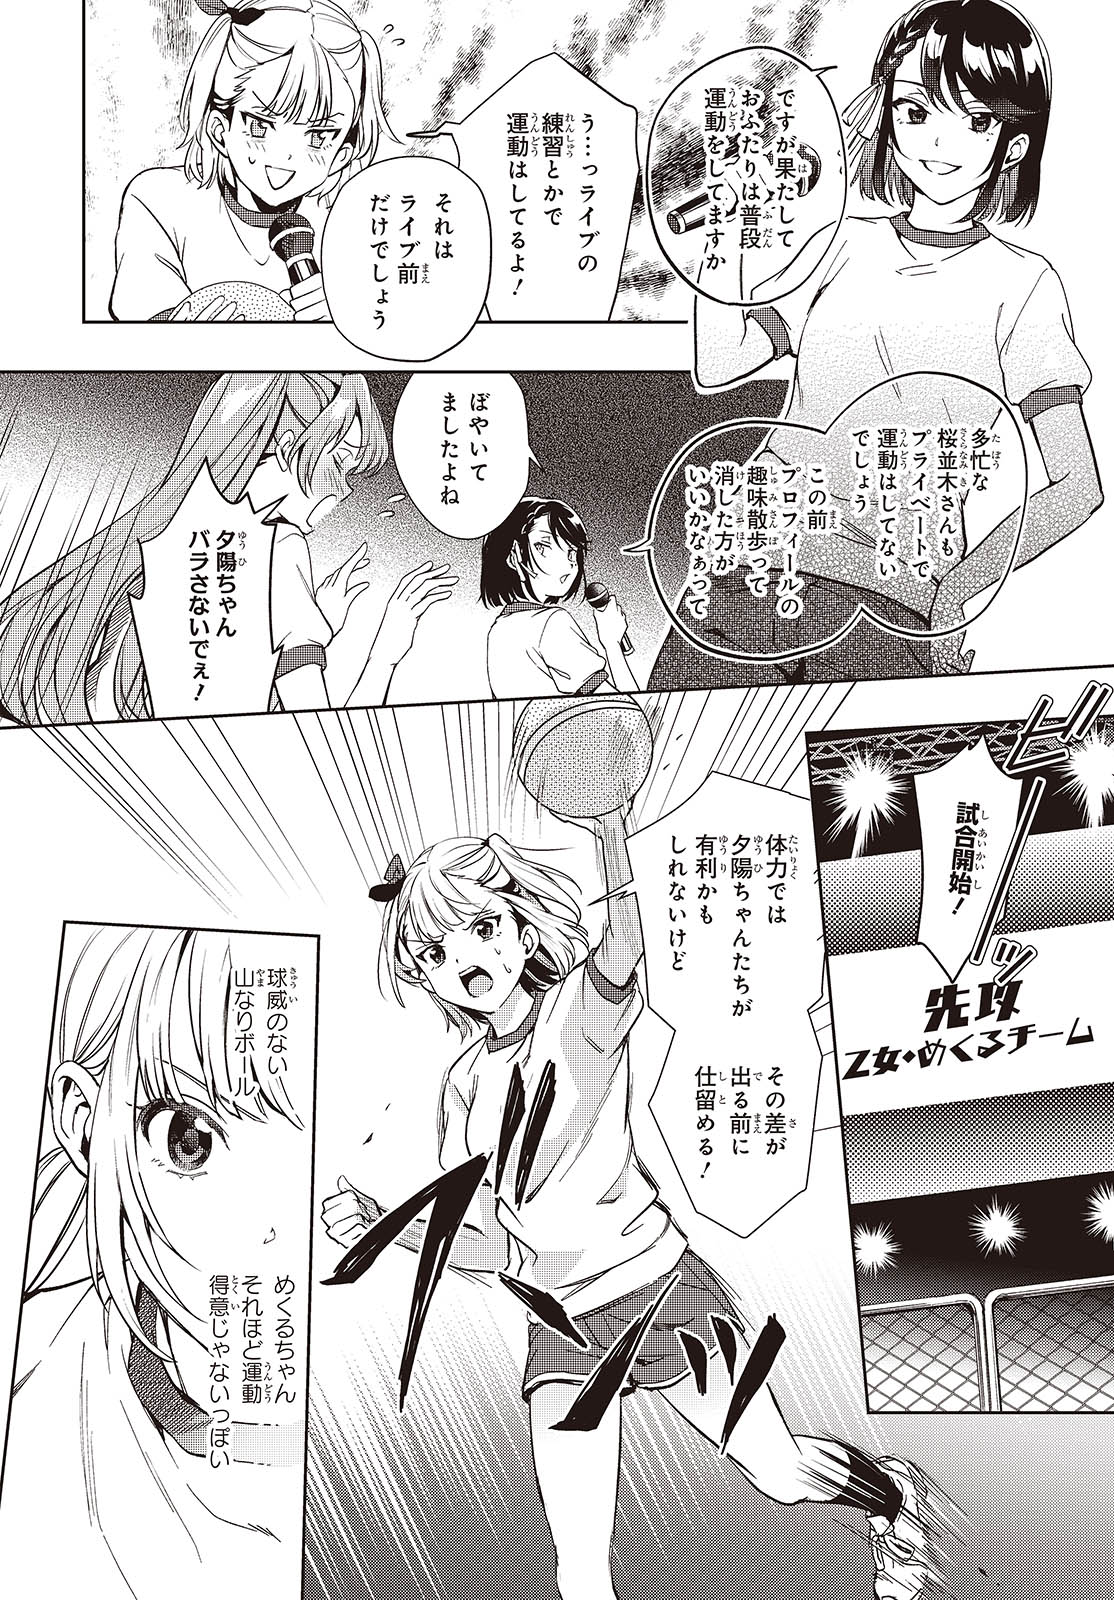 ですが果たして
おふたりは普段
運動をしてますか
う…っライブの
練習とかで
運動はしてるよ！
それは
ライブ前
だけでしょう
多忙な
桜並木さんも
プライベートで
運動はしてない
でしょう
この前
プロフィールの
趣味散歩って
消した方が
いいかなぁって
ぼやいて
ましたよね
夕陽ちゃん
バラさないでぇ！
ビーッ
試合開始！
先攻
乙女・めくるチーム
体力では
夕陽ちゃんたちが
有利かも
しれないけど
その差が
出る前に
仕留める！
球威のない
山なりボール
めくるちゃん
それほど運動
得意じゃないっぽい